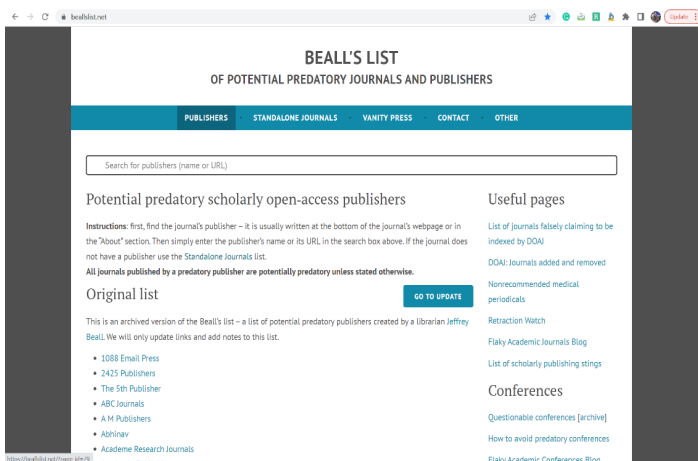 beallslist.net
Update
BEALL'S LIST
OF POTENTIAL PREDATORY JOURNALS AND PUBLISHERS
PUBLISHERS
STANDALONE JOURNALS
VANITY PRESS
CONTACT
OTHER
Search for publishers (name or URL)
Potential predatory scholarly open-access publishers
Instructions: first, find the journal's publisher – it is usually written at the bottom of the journal's webpage or in
the "About" section. Then simply enter the publisher's name or its URL in the search box above. If the journal does
not have a publisher use the Standalone Journals list.
All journals published by a predatory publisher are potentially predatory unless stated otherwise.
Original list
GO TO UPDATE
This is an archived version of the Beall's list – a list of potential predatory publishers created by a librarian Jeffrey
Beall. We will only update links and add notes to this list.
• 1088 Email Press
• 2425 Publishers
• The 5th Publisher
• ABC Journals
• A M Publishers
• Abhinav
• Academe Research Journals
Useful pages
List of journals falsely claiming to be
indexed by DOAJ
DOAJ: Journals added and removed
Nonrecommended medical
periodicals
Retraction Watch
Flaky Academic Journals Blog
List of scholarly publishing stings
Conferences
Questionable conferences [archive]
How to avoid predatory conferences
Flaky Academic Conferences Blog